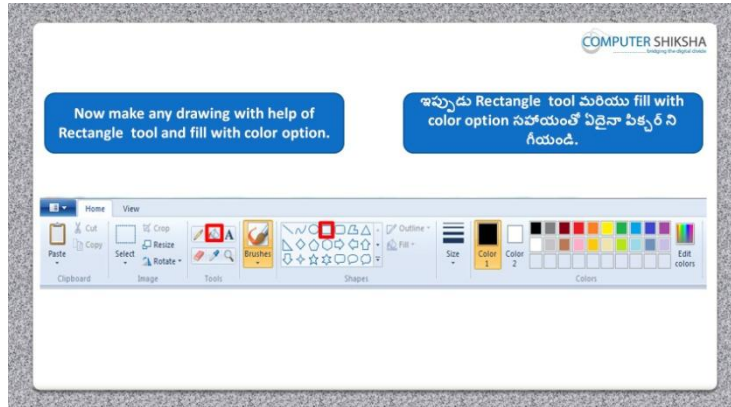 COMPUTER SHIKSHA
Bridging the digital divide
Now make any drawing with help of
Rectangle tool and fill with color option.
ఇప్పుడు Rectangle tool మరియు fill with
color option సహాయంతో ఏదైనా పిక్చర్ ని
గీయండి.
Home View
Paste
Cut
Copy
Clipboard
Select
Crop
Resize
Rotate
Image
A
Tools
Brushes
Shapes
Outline
Fill
Size
Color
1
Color
2
Colors
Edit
colors